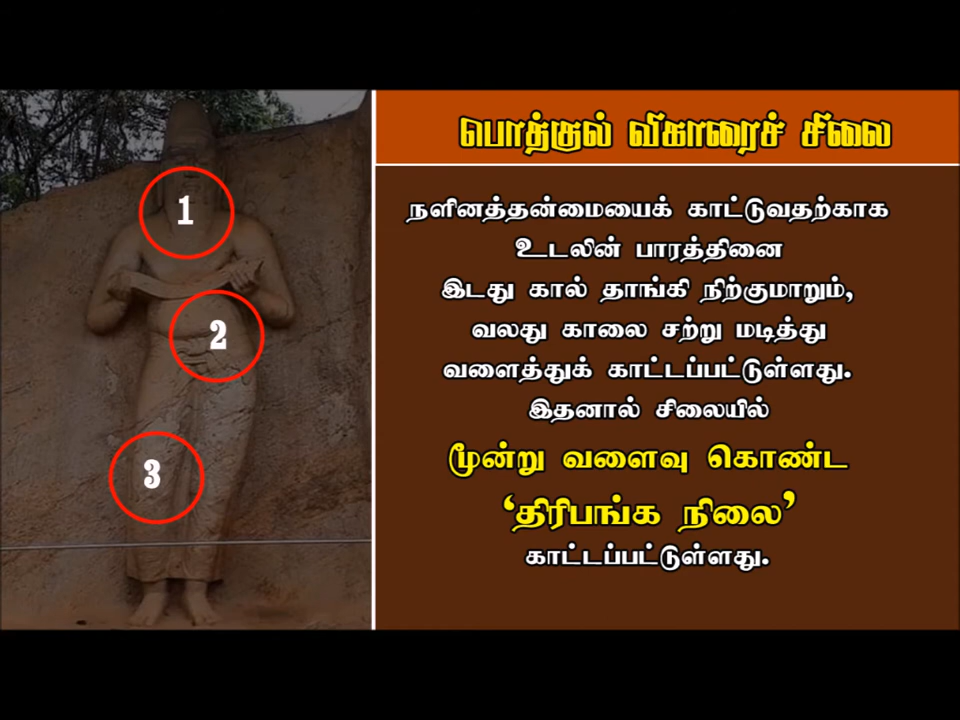 பொத்குல் விகாரைச் சிலை
நளினத்தன்மையைக் காட்டுவதற்காக
உடலின் பாரத்தினை
இடது கால் தாங்கி நிற்குமாறும்,
வலது காலை சற்று மடித்து
வளைத்துக் காட்டப்பட்டுள்ளது.
இதனால் சிலையில்
மூன்று வளைவு கொண்ட
‘திரிபங்க நிலை’
காட்டப்பட்டுள்ளது.
1
2
3